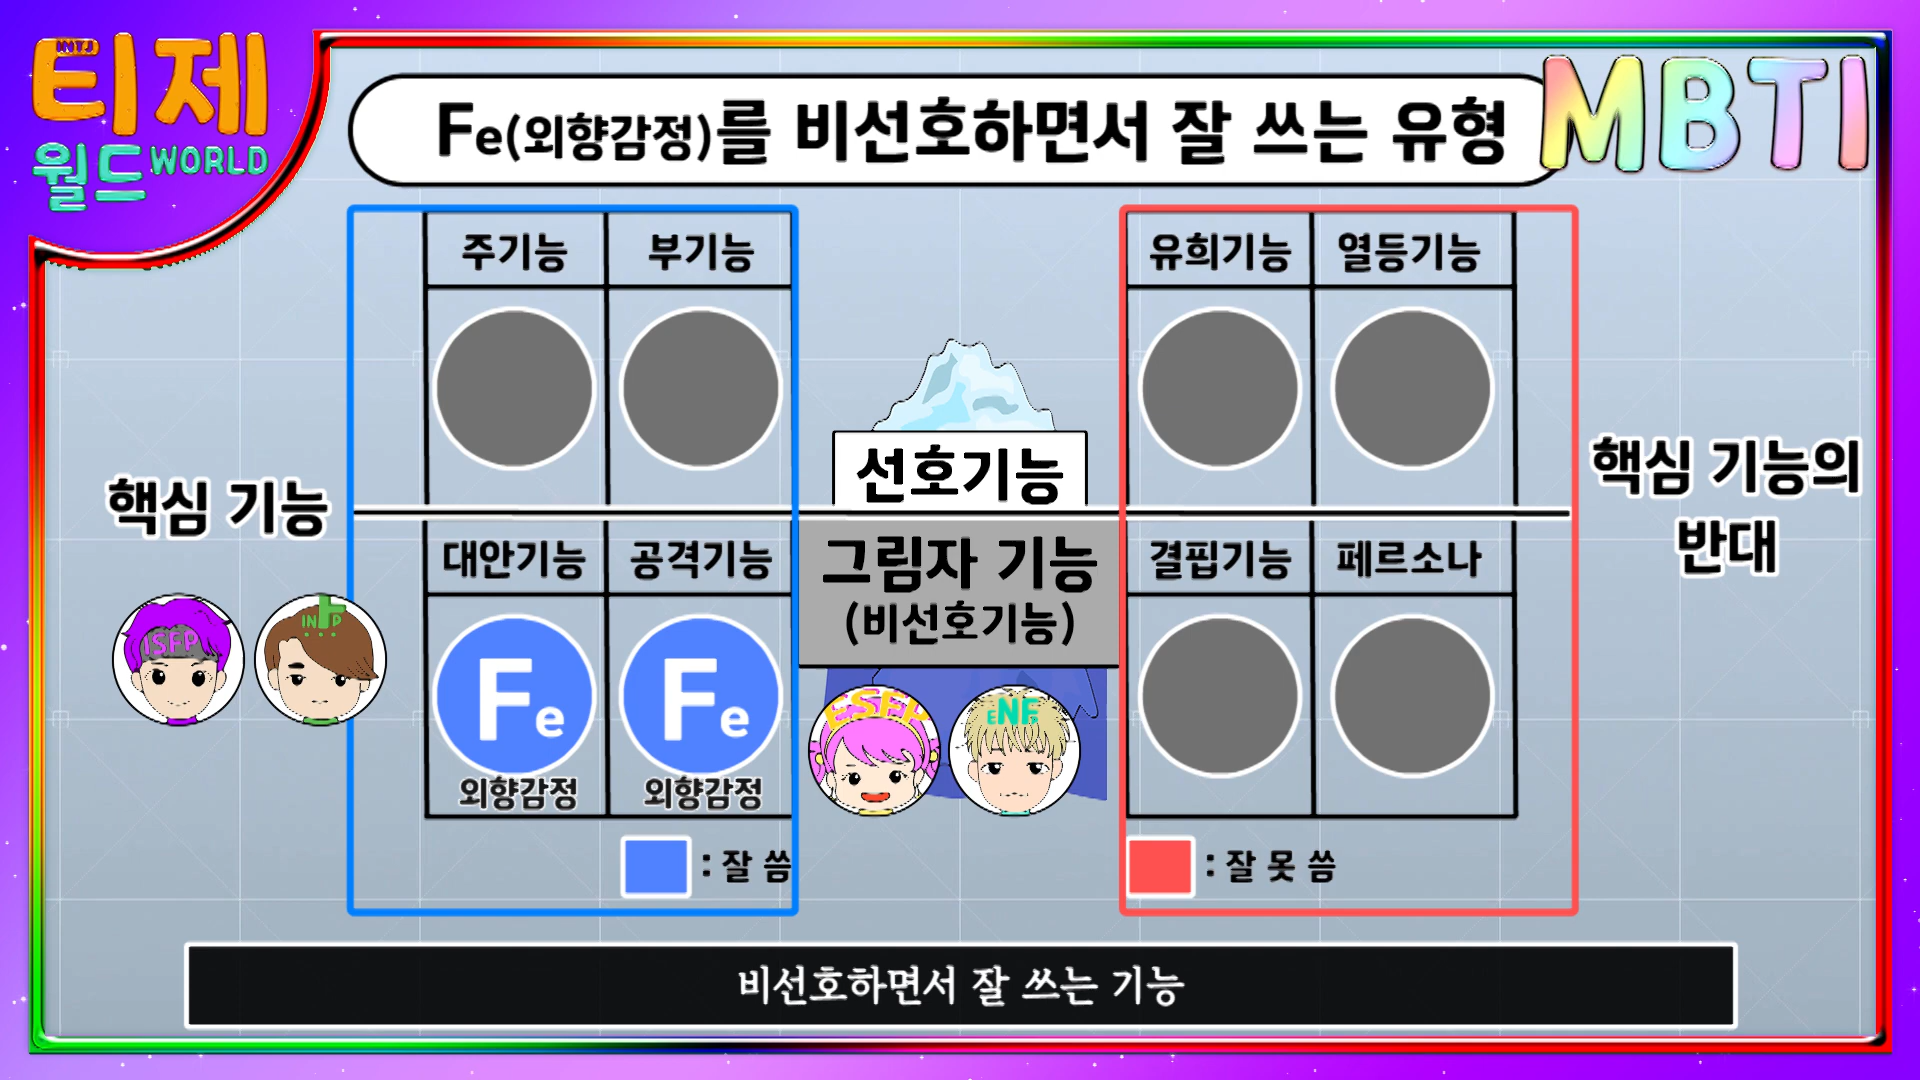 INTJ
티제
월드 WORLD
Fe(외향감정)를 비선호하면서 잘 쓰는 유형
MBTI
주기능 부기능
유희기능 열등기능
선호기능
핵심 기능
핵심 기능의
반대
그림자 기능
(비선호기능)
대안기능 공격기능
결핍기능 페르소나
ISFP
Fe Fe
외향감정 외향감정
ESFP
: 잘 씀
: 잘 못 씀
비선호하면서 잘 쓰는 기능